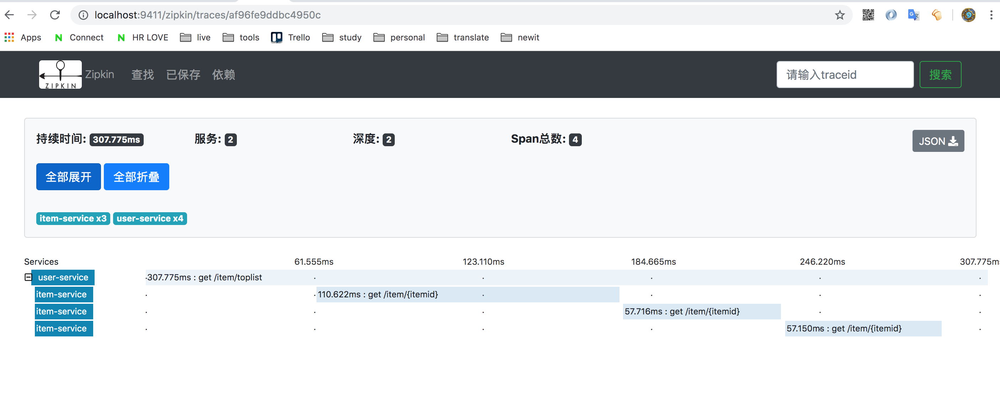 localhost:9411/zipkin/traces/af96fe9ddbc4950c
Apps Connect HR LOVE live tools Trello study personal translate newit
ZIPKIN Zipkin 查找 已保存 依赖 请输入traceid 搜索
持续时间: 307.775ms 服务: 2 深度: 2 Span总数: 4 JSON
全部展开 全部折叠
item-service x3 user-service x4
Services 61.555ms 123.110ms 184.665ms 246.220ms 307.775ms
user-service 307.775ms : get /item/toplist
item-service 110.622ms : get /item/{itemid}
item-service 57.716ms : get /item/{itemid}
item-service 57.150ms : get /item/{itemid}